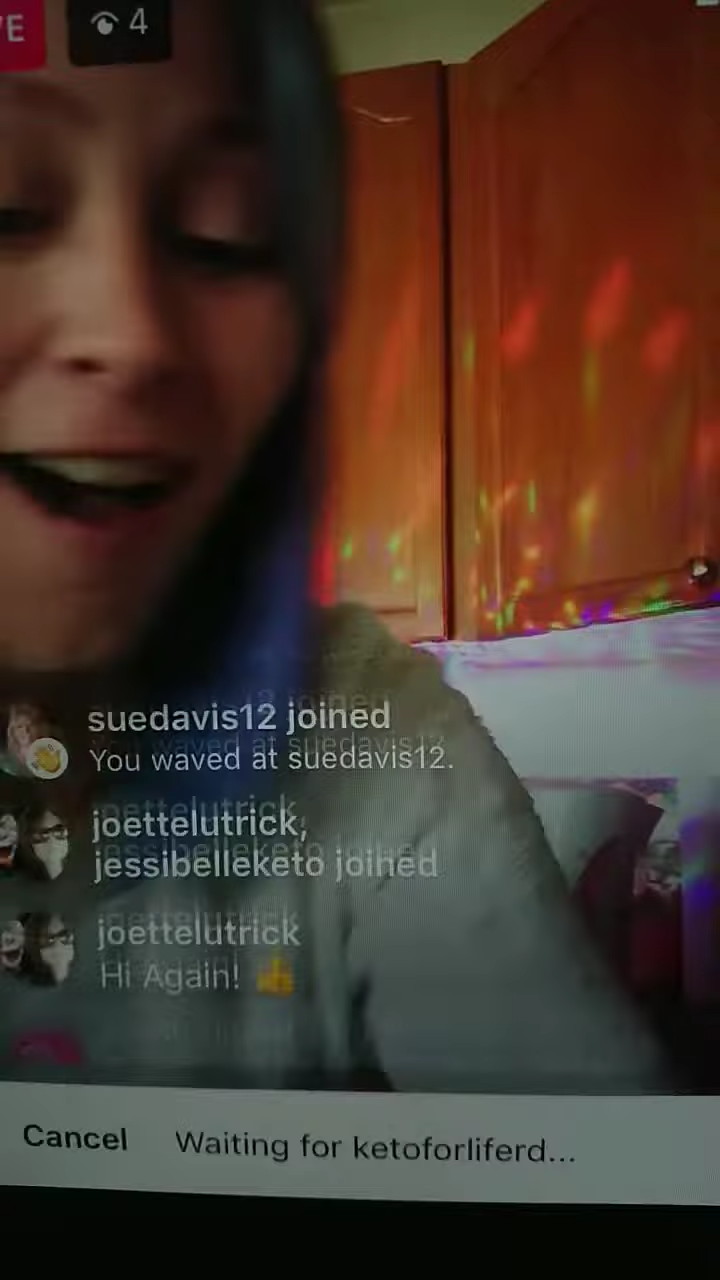 E
4
suedavis12 joined
You waved at suedavis12.
joettelutrick,
jessibelleketo joined
joettelutrick
Hi Again! 👍
Cancel Waiting for ketoforliferd...